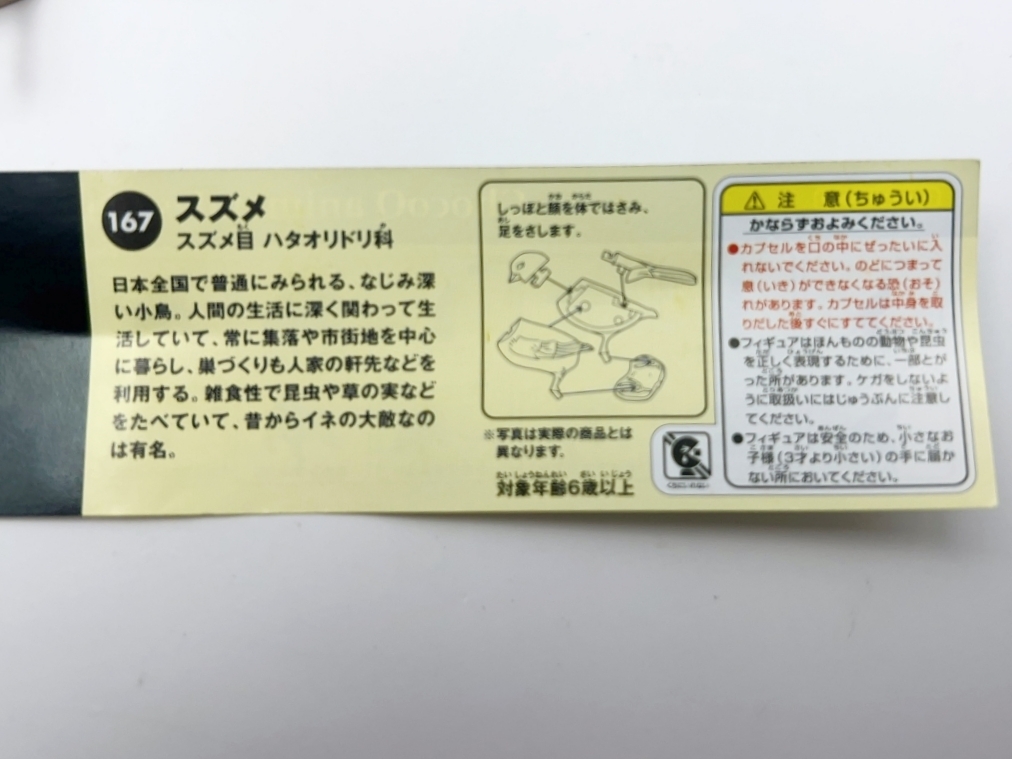 167
スズメ
スズメ目 ハタオリドリ科
日本全国で普通にみられる、なじみ深
い小鳥。人間の生活に深く関わって生
活していて、常に集落や市街地を中心
に暮らし、巣づくりも人家の軒先などを
利用する。雑食性で昆虫や草の実など
をたべていて、昔からイネの大敵なの
は有名。
しっぽと顔を体ではさみ、
足をさします。
※写真は実際の商品とは
異なります。
対象年齢6歳以上
⚠ 注 意(ちゅうい)
かならずおよみください。
●カプセルを口の中にぜったいに入
れないでください。のどにつまって
息(いき)ができなくなる恐(おそ)
れがあります。カプセルは中身を取
りだした後すぐにすててください。
●フィギュアはほんものの動物や昆虫
を正しく表現するために、一部とが
った所があります。ケガをしないよ
うに取扱いにはじゅうぶんに注意し
てください。
●フィギュアは安全のため、小さなお
子様(3才より小さい)の手に届か
ない所においてください。